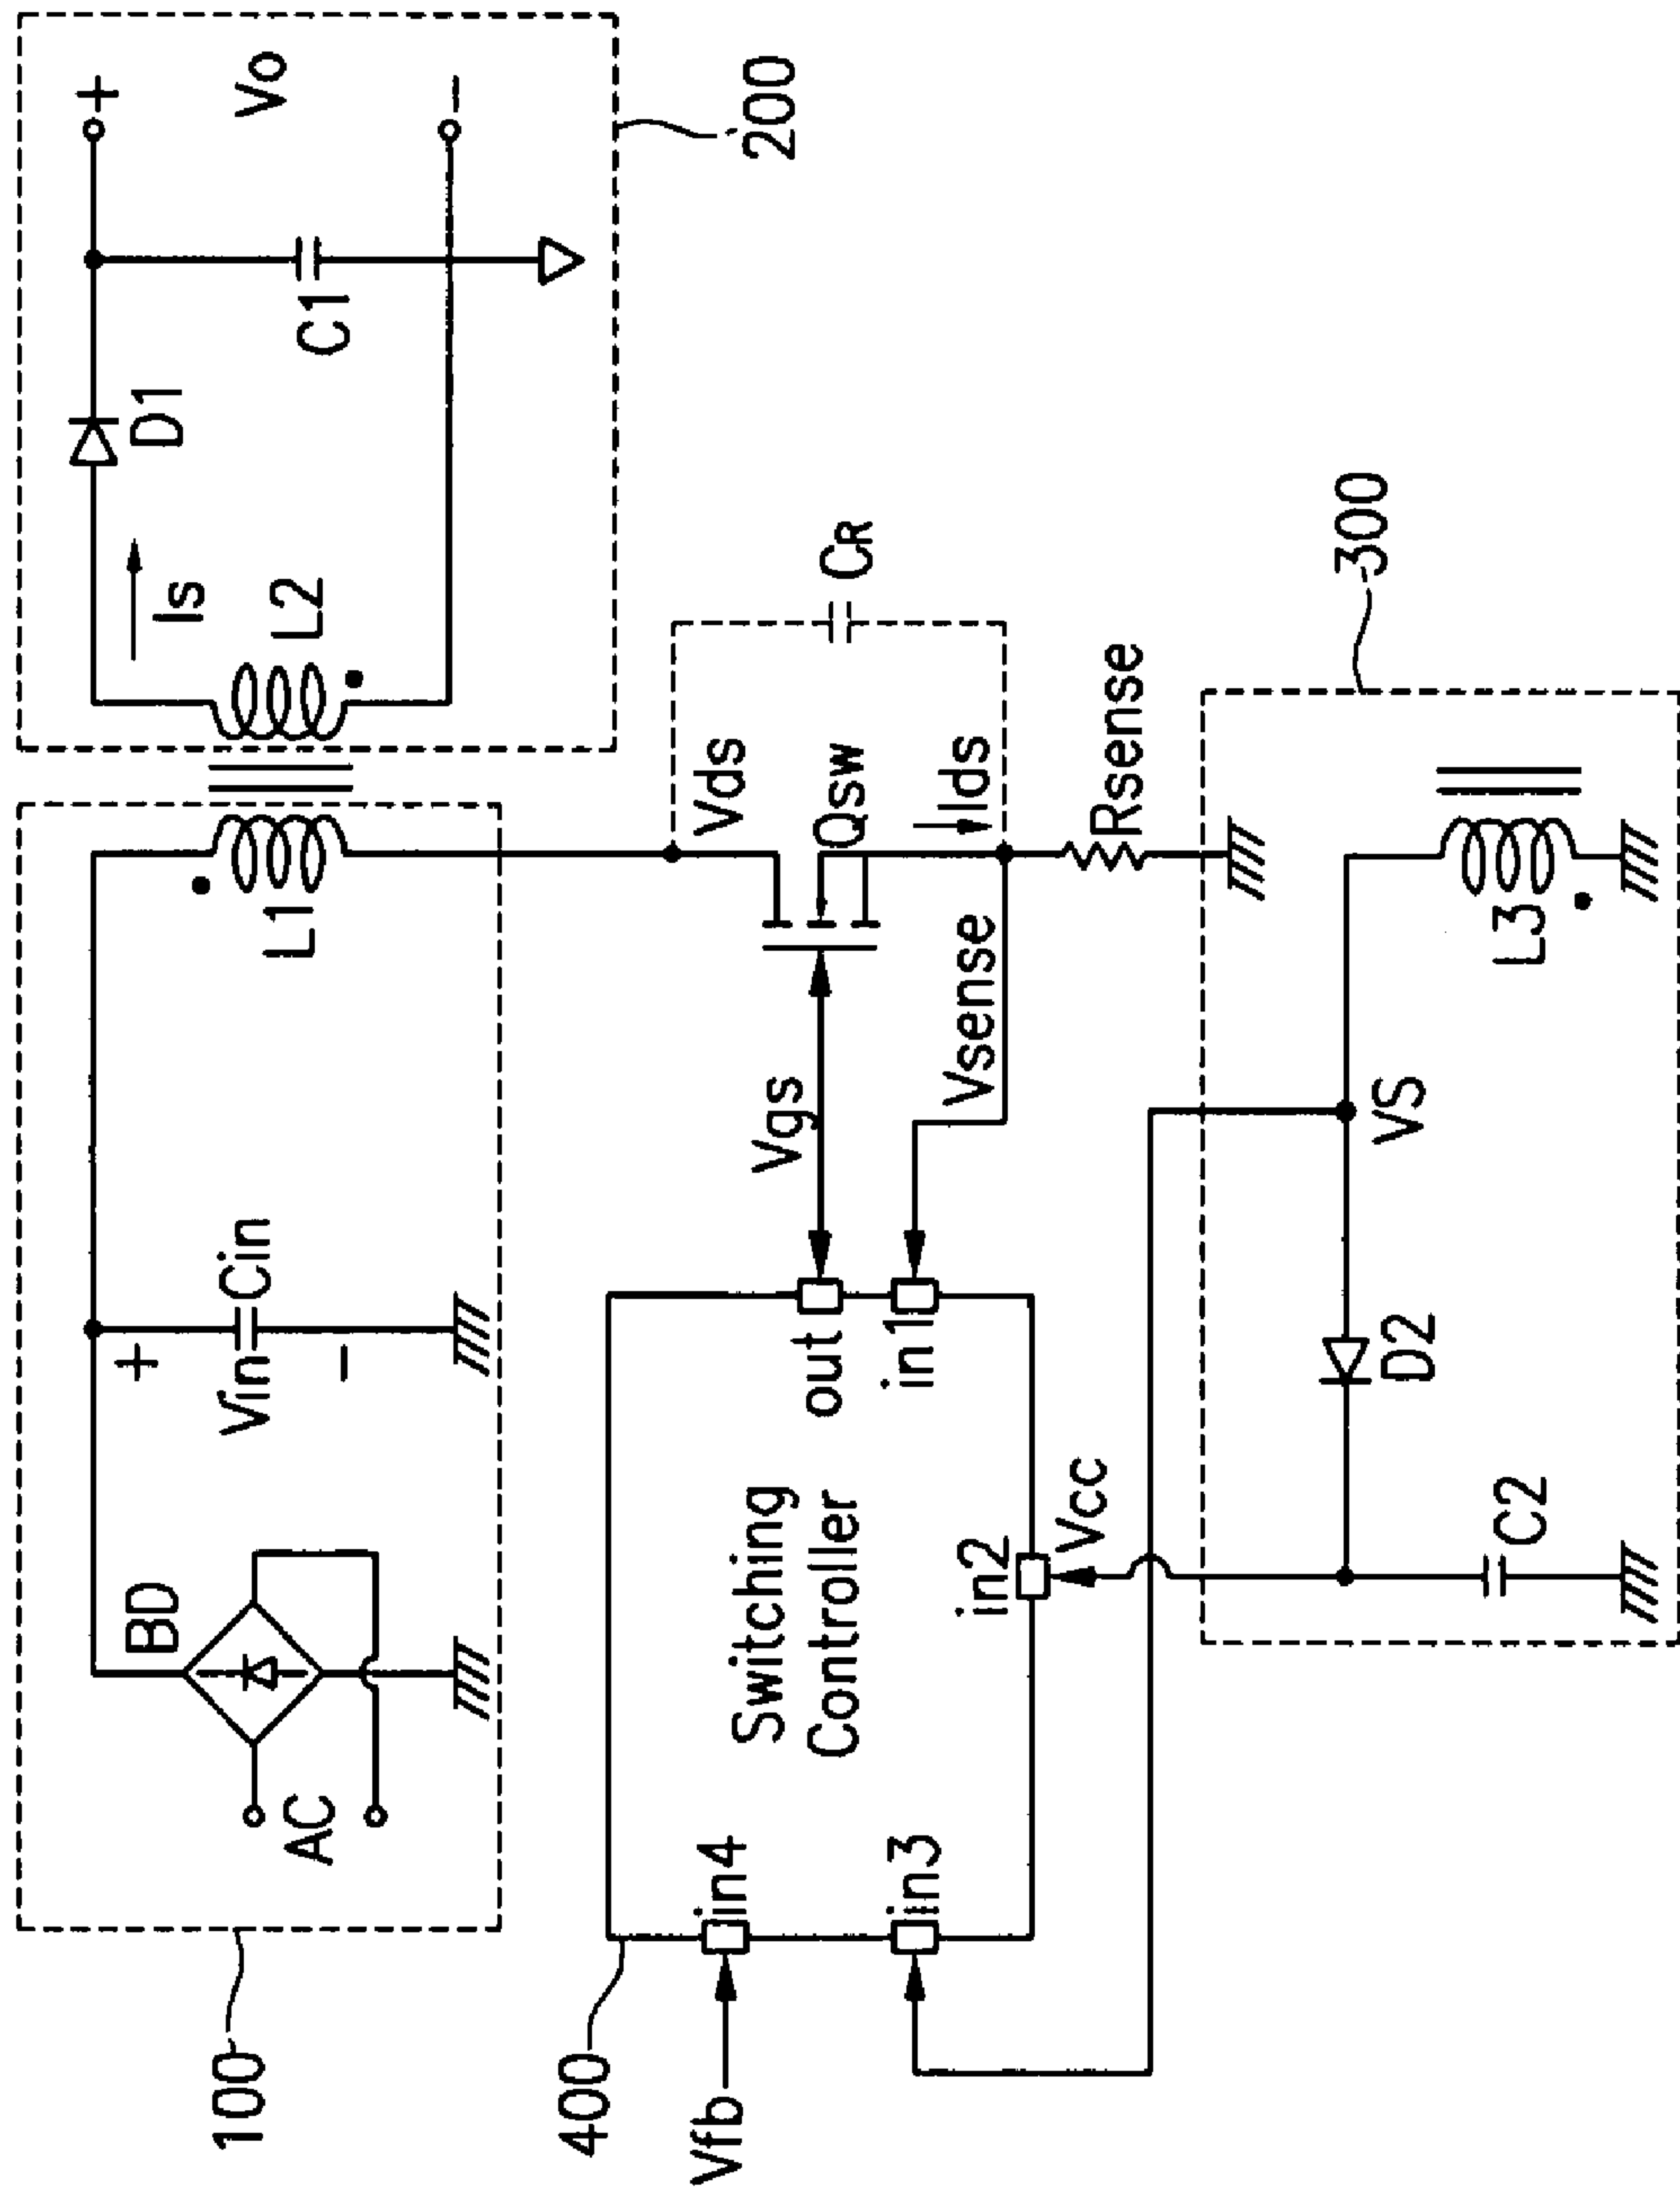 100
BD
AC
+
Vin
−
Cin
L1
L2
Is
D1
C1
+
Vo
−
200
400
Vfb
in4
in3
Switching
Controller
out
in1
in2
Vcc
Vgs
Vsense
Vds
Qsw
Ids
CR
Rsense
300
VS
D2
C2
L3